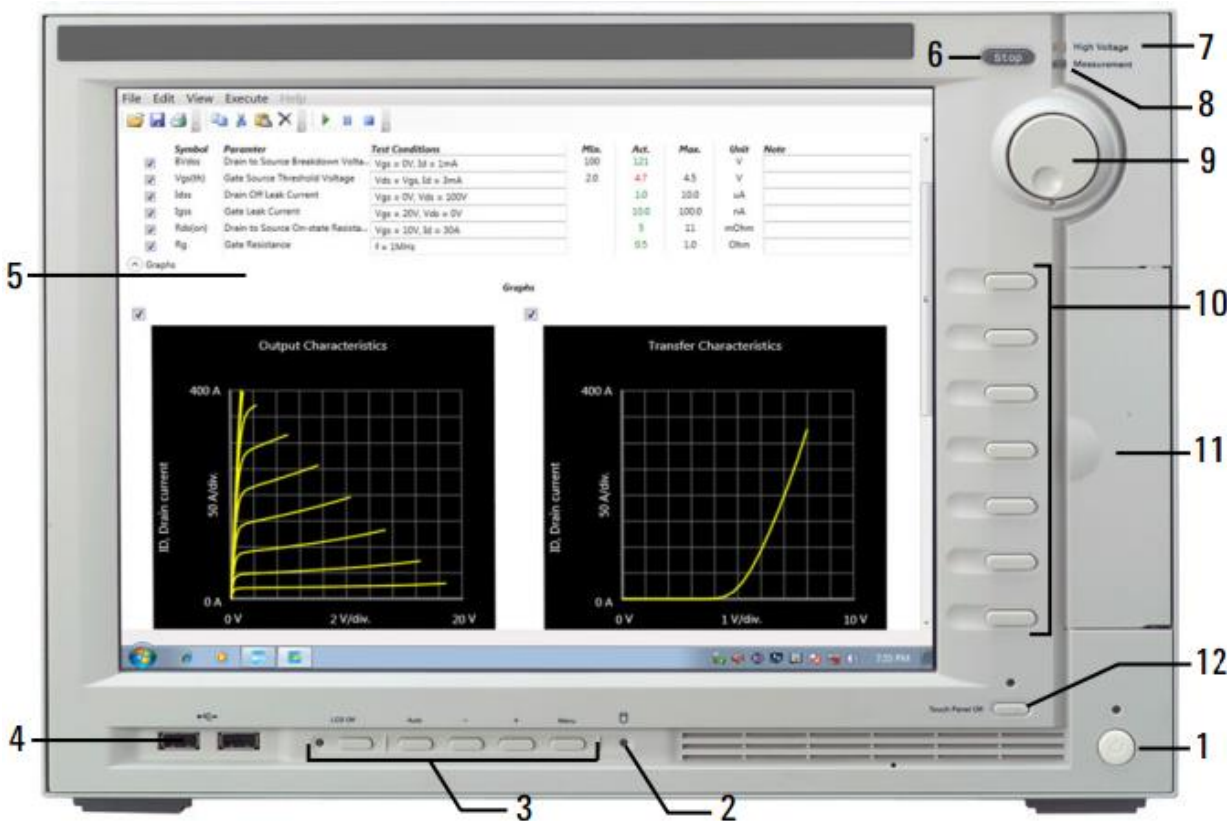 6
Stop
High Voltage
7
Measurement
8
File Edit View Execute Help
Symbol Paramter Test Conditions Min. Act. Max. Unit Note
BVdss Drain to Source Breakdown Volta... Vgs = 0V, Id = 1mA 100 121 V
Vgs(th) Gate Source Threshold Voltage Vds = Vgs, Id = 3mA 2.0 4.7 4.5 V
Idss Drain Off Leak Current Vgs = 0V, Vds = 100V 1.0 10.0 uA
Igss Gate Leak Current Vgs = 20V, Vds = 0V 10.0 100.0 nA
Rds(on) Drain to Source On-state Resista... Vgs = 10V, Id = 30A 5 11 mOhm
Rg Gate Resistance f = 1MHz 0.5 1.0 Ohm
9
Graphs
5
Graphs
10
Output Characteristics
400 A
ID, Drain current
50 A/div.
0 A
0 V
2 V/div.
20 V
Transfer Characteristics
400 A
ID, Drain current
50 A/div.
0 A
0 V
1 V/div.
10 V
11
7:55 PM
12
Touch Panel Off
4
LCD Off
Auto
−
+
Menu
1
3
2